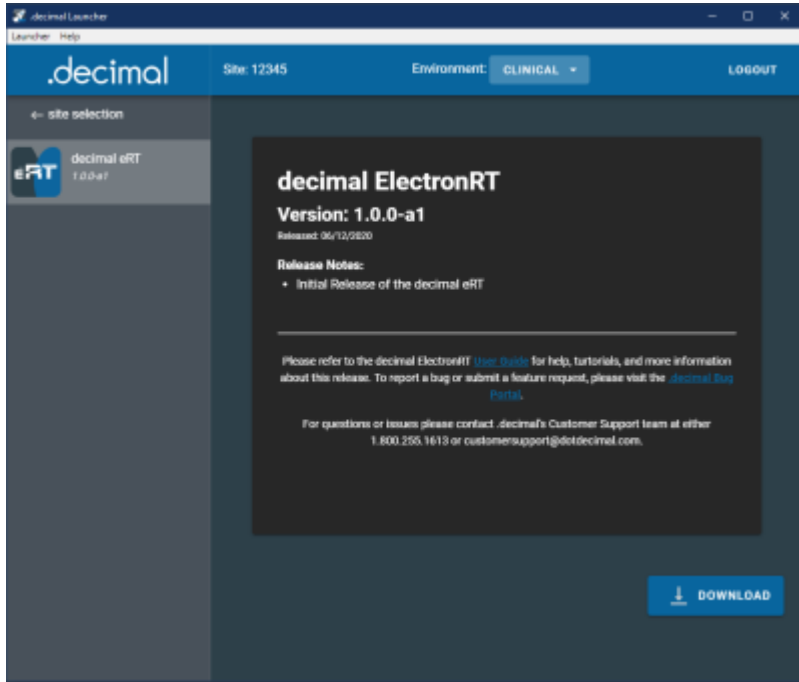 .decimal Launcher
Launcher Help
.decimal
Site: 12345
Environment: CLINICAL
LOGOUT
← site selection
eRT
decimal eRT
1.0.0-a1
decimal ElectronRT
Version: 1.0.0-a1
Released: 06/12/2020
Release Notes:
• Initial Release of the decimal eRT
Please refer to the decimal ElectronRT User Guide for help, turtorials, and more information
about this release. To report a bug or submit a feature request, please visit the .decimal Bug
Portal.
For questions or issues please contact .decimal's Customer Support team at either
1.800.255.1613 or customersupport@dotdecimal.com.
DOWNLOAD